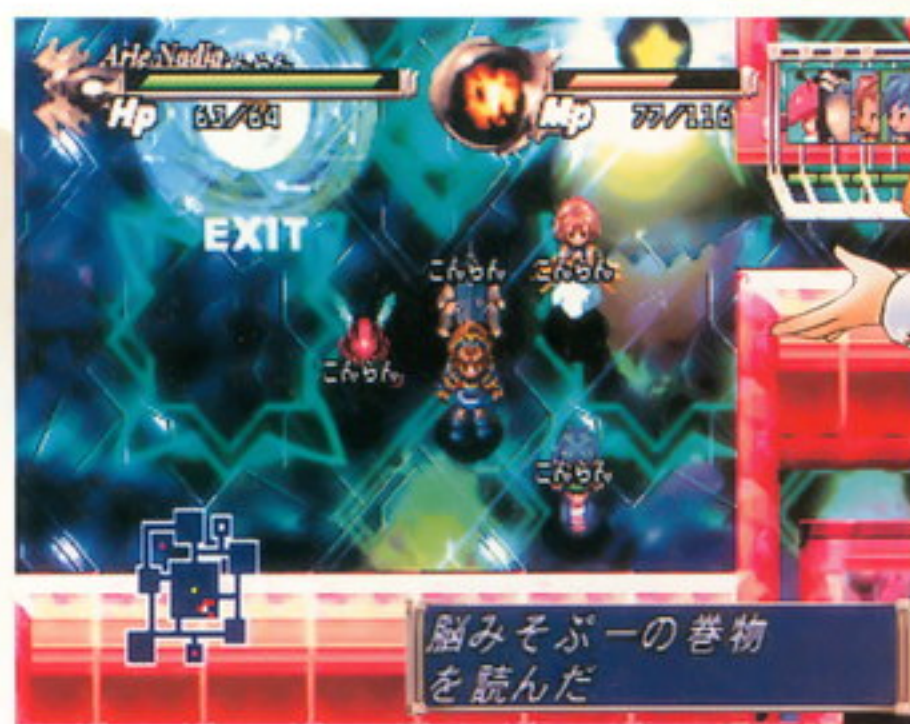 Arle Nadja
Hp 63/64
Mp 77/116
EXIT
こんらん
こんらん
こんらん
こんらん
脳みそぷーの巻物
を読んだ